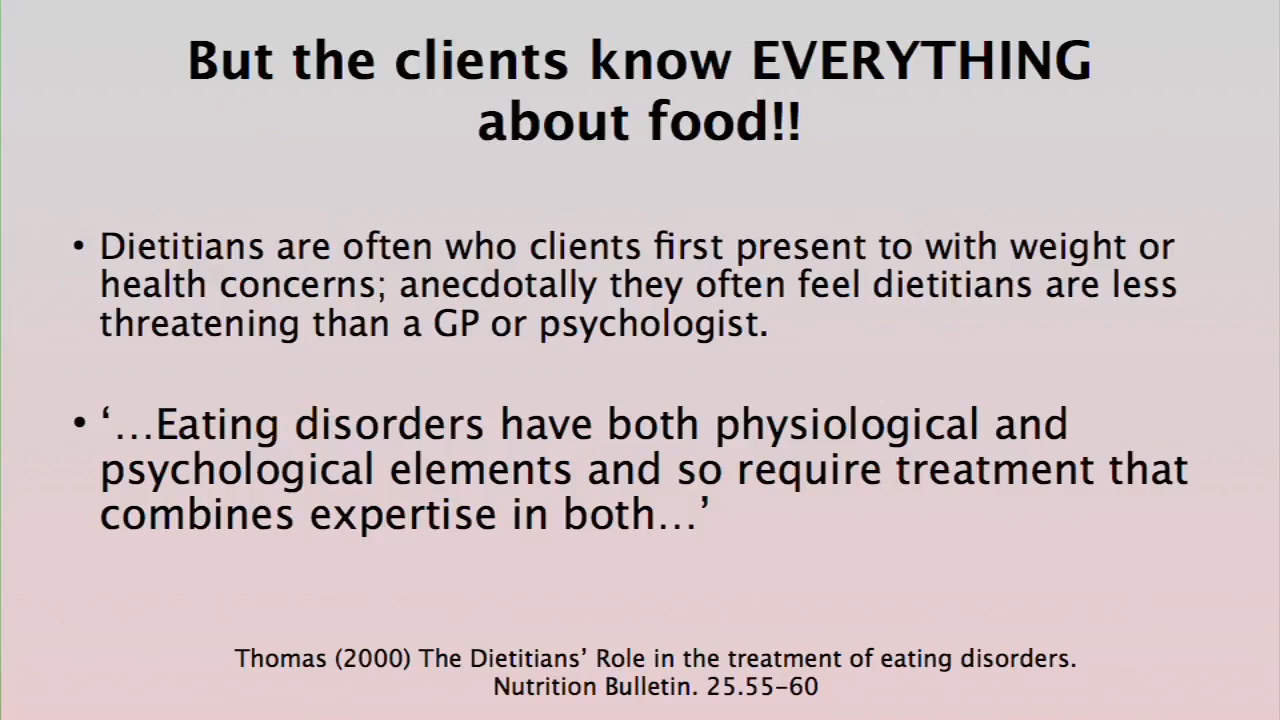 But the clients know EVERYTHING
about food!!
• Dietitians are often who clients first present to with weight or
health concerns; anecdotally they often feel dietitians are less
threatening than a GP or psychologist.
• ‘…Eating disorders have both physiological and
psychological elements and so require treatment that
combines expertise in both…’
Thomas (2000) The Dietitians’ Role in the treatment of eating disorders.
Nutrition Bulletin. 25.55–60